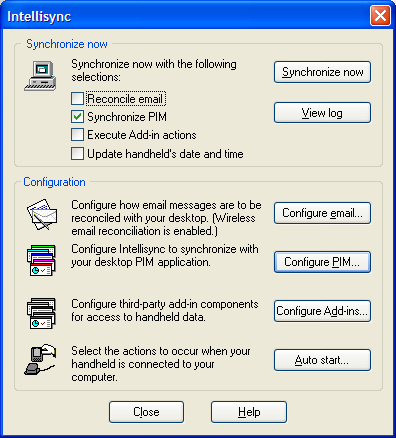 Intellisync
Synchronize now
Synchronize now with the following
selections:
Synchronize now
Reconcile email
View log
Synchronize PIM
Execute Add-in actions
Update handheld's date and time
Configuration
Configure how email messages are to be
reconciled with your desktop. (Wireless
email reconciliation is enabled.)
Configure email...
Configure Intellisync to synchronize with
your desktop PIM application.
Configure PIM...
Configure third-party add-in components
for access to handheld data.
Configure Add-ins...
Select the actions to occur when your
handheld is connected to your
computer.
Auto start...
Close
Help